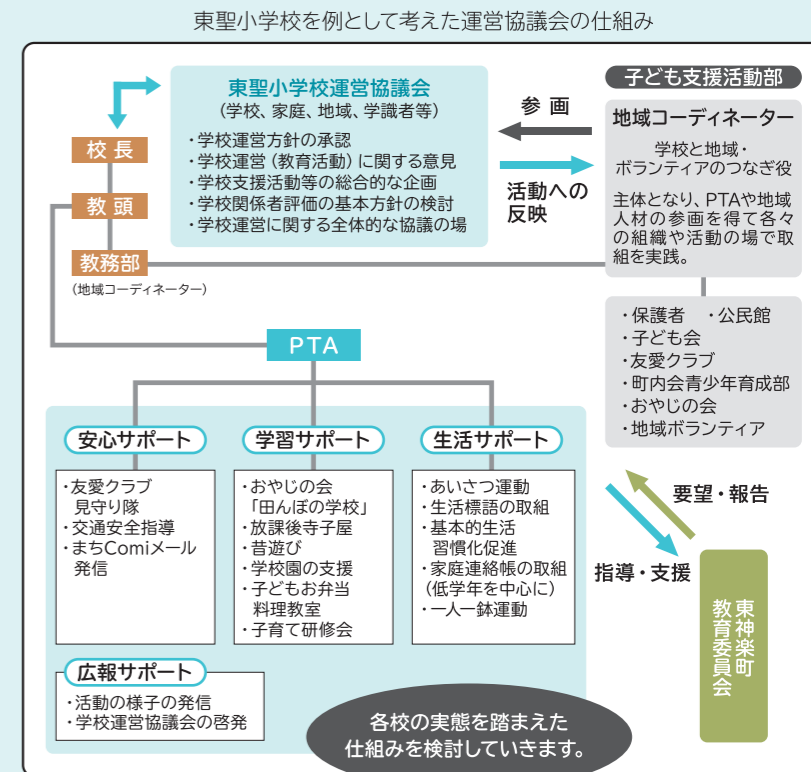 東聖小学校を例として考えた運営協議会の仕組み
東聖小学校運営協議会
(学校、家庭、地域、学識者等)
・学校運営方針の承認
・学校運営(教育活動)に関する意見
・学校支援活動等の総合的な企画
・学校関係者評価の基本方針の検討
・学校運営に関する全体的な協議の場
校長
教頭
教務部
(地域コーディネーター)
参画
活動への
反映
子ども支援活動部
地域コーディネーター
学校と地域・
ボランティアのつなぎ役
主体となり、PTAや地域
人材の参画を得て各々
の組織や活動の場で取
組を実践。
・保護者 ・公民館
・子ども会
・友愛クラブ
・町内会青少年育成部
・おやじの会
・地域ボランティア
PTA
安心サポート
・友愛クラブ
見守り隊
・交通安全指導
・まちComiメール
発信
学習サポート
・おやじの会
「田んぼの学校」
・放課後寺子屋
・昔遊び
・学校園の支援
・子どもお弁当
料理教室
・子育て研修会
生活サポート
・あいさつ運動
・生活標語の取組
・基本的生活
習慣化促進
・家庭連絡帳の取組
(低学年を中心に)
・一人一鉢運動
広報サポート
・活動の様子の発信
・学校運営協議会の啓発
要望・報告
指導・支援
東神楽町
教育委員会
各校の実態を踏まえた
仕組みを検討していきます。